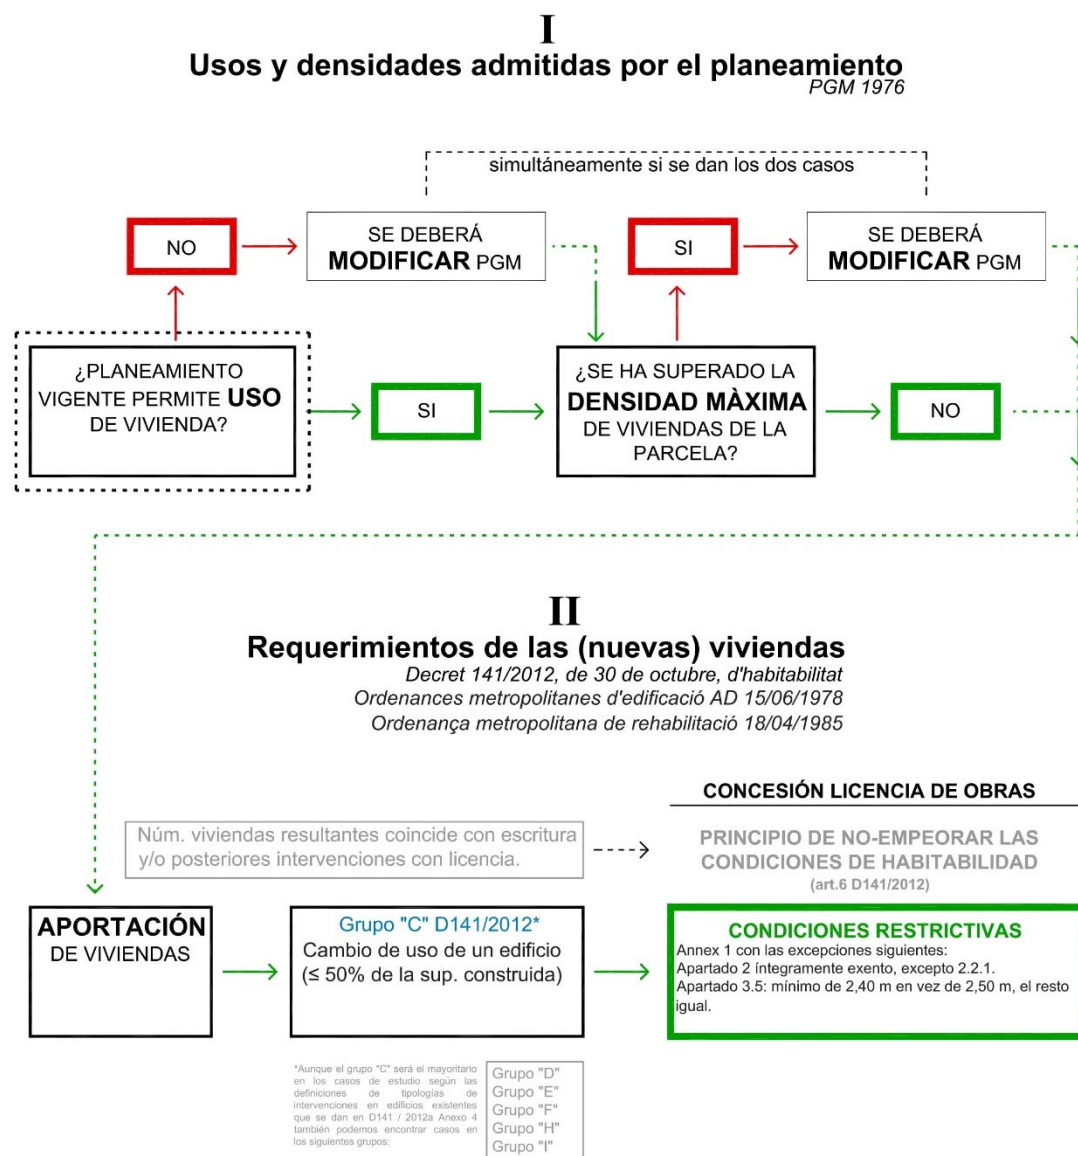 I
Usos y densidades admitidas por el planeamiento
PGM 1976
simultáneamente si se dan los dos casos
NO
SE DEBERÁ
MODIFICAR PGM
SI
SE DEBERÁ
MODIFICAR PGM
¿PLANEAMIENTO
VIGENTE PERMITE USO
DE VIVIENDA?
SI
¿SE HA SUPERADO LA
DENSIDAD MÀXIMA
DE VIVIENDAS DE LA
PARCELA?
NO
II
Requerimientos de las (nuevas) viviendas
Decret 141/2012, de 30 de octubre, d'habitabilitat
Ordenances metropolitanes d'edificació AD 15/06/1978
Ordenança metropolitana de rehabilitació 18/04/1985
CONCESIÓN LICENCIA DE OBRAS
Núm. viviendas resultantes coincide con escritura
y/o posteriores intervenciones con licencia.
PRINCIPIO DE NO-EMPEORAR LAS
CONDICIONES DE HABITABILIDAD
(art.6 D141/2012)
APORTACIÓN
DE VIVIENDAS
Grupo "C" D141/2012*
Cambio de uso de un edificio
(≤ 50% de la sup. construida)
CONDICIONES RESTRICTIVAS
Annex 1 con las excepciones siguientes:
Apartado 2 íntegramente exento, excepto 2.2.1.
Apartado 3.5: mínimo de 2,40 m en vez de 2,50 m, el resto
igual.
*Aunque el grupo "C" será el mayoritario
en los casos de estudio según las
definiciones de tipologías de
intervenciones en edificios existentes
que se dan en D141 / 2012a Anexo 4
también podemos encontrar casos en
los siguientes grupos:
Grupo "D"
Grupo "E"
Grupo "F"
Grupo "H"
Grupo "I"